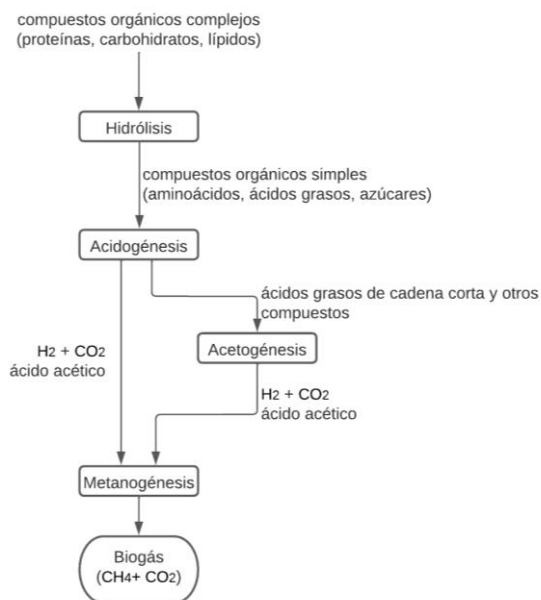 compuestos orgánicos complejos
(proteínas, carbohidratos, lípidos)
Hidrólisis
compuestos orgánicos simples
(aminoácidos, ácidos grasos, azúcares)
Acidogénesis
ácidos grasos de cadena corta y otros
compuestos
Acetogénesis
H2 + CO2
ácido acético
H2 + CO2
ácido acético
Metanogénesis
Biogás
(CH4+ CO2)